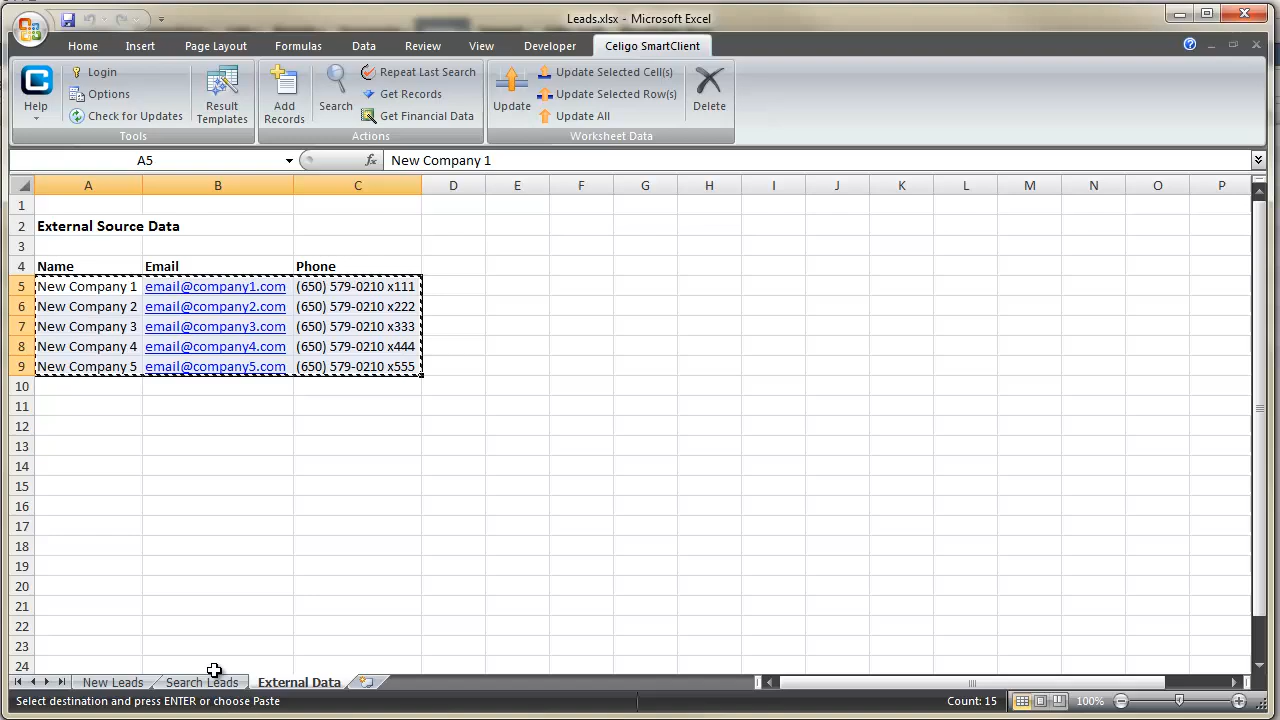 Leads.xlsx - Microsoft Excel
Home Insert Page Layout Formulas Data Review View Developer Celigo SmartClient
Help
Login
Options
Check for Updates
Result Templates
Tools
Add Records
Search
Repeat Last Search
Get Records
Get Financial Data
Actions
Update
Update Selected Cell(s)
Update Selected Row(s)
Update All
Delete
Worksheet Data
A5 fx New Company 1
A B C D E F G H I J K L M N O P
1
2 External Source Data
3
4 Name Email Phone
5 New Company 1 email@company1.com (650) 579-0210 x111
6 New Company 2 email@company2.com (650) 579-0210 x222
7 New Company 3 email@company3.com (650) 579-0210 x333
8 New Company 4 email@company4.com (650) 579-0210 x444
9 New Company 5 email@company5.com (650) 579-0210 x555
10
11
12
13
14
15
16
17
18
19
20
21
22
23
24
New Leads Search Leads External Data
Select destination and press ENTER or choose Paste Count: 15 100%